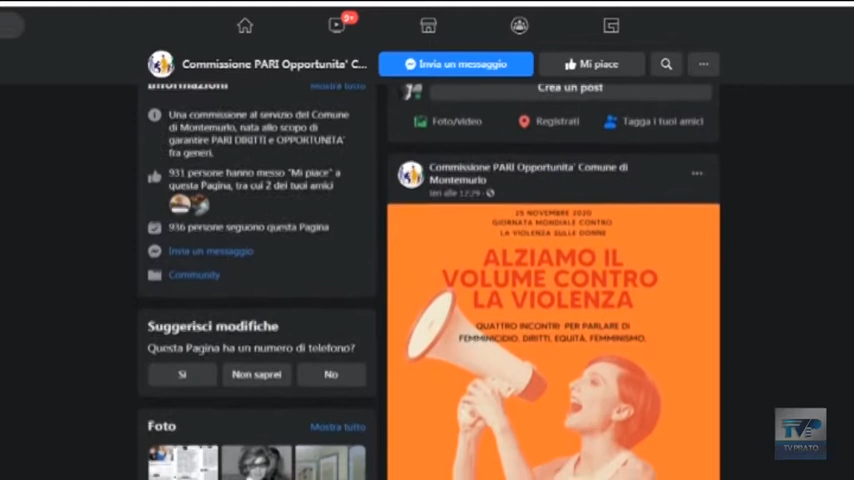 9+
Commissione PARI Opportunita' C...
Invia un messaggio
Mi piace
Informazioni
Mostra tutto
Una commissione al servizio del Comune
di Montemurlo, nata allo scopo di
garantire PARI DIRITTI e OPPORTUNITA'
fra generi.
931 persone hanno messo "Mi piace" a
questa Pagina, tra cui 2 dei tuoi amici
936 persone seguono questa Pagina
Invia un messaggio
Community
Suggerisci modifiche
Questa Pagina ha un numero di telefono?
Sì
Non saprei
No
Foto
Mostra tutto
Crea un post
Foto/video
Registrati
Tagga i tuoi amici
Commissione PARI Opportunita' Comune di
Montemurlo
Ieri alle 12:29
25 NOVEMBRE 2020
GIORNATA MONDIALE CONTRO
LA VIOLENZA SULLE DONNE
ALZIAMO IL
VOLUME CONTRO
LA VIOLENZA
QUATTRO INCONTRI PER PARLARE DI
FEMMINICIDIO, DIRITTI, EQUITÀ, FEMMINISMO.
TVP
TV PRATO